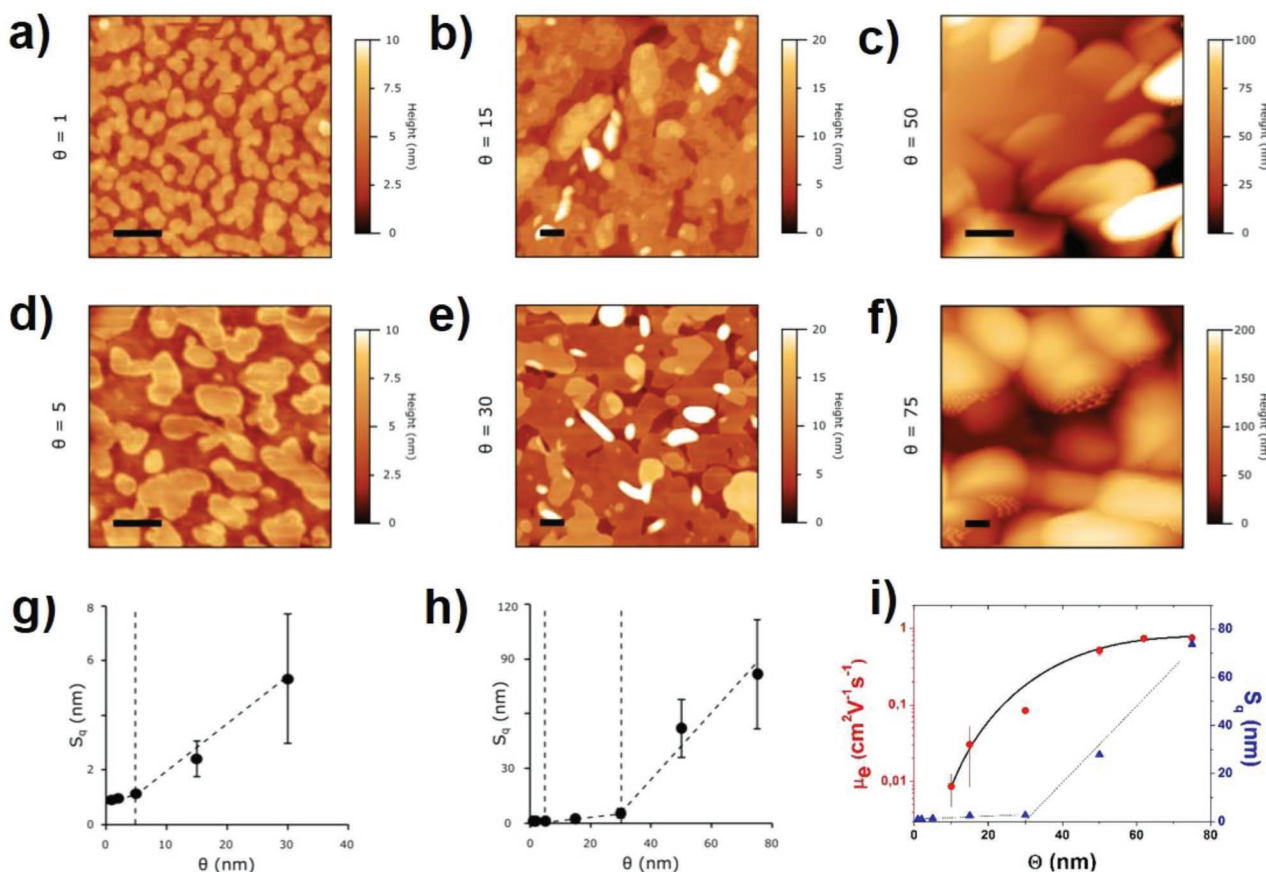 a)
θ = 1
10
7.5
5
2.5
0
Height (nm)
b)
θ = 15
20
15
10
5
0
Height (nm)
c)
θ = 50
100
75
50
25
0
Height (nm)
d)
θ = 5
10
7.5
5
2.5
0
Height (nm)
e)
θ = 30
20
15
10
5
0
Height (nm)
f)
θ = 75
200
150
100
50
0
Height (nm)
g)
Sq (nm)
8
6
4
2
0
0 10 20 30 40
θ (nm)
h)
Sq (nm)
120
90
60
30
0
0 20 40 60 80
θ (nm)
i)
μe (cm²V⁻¹s⁻¹)
1
0,1
0,01
0 20 40 60 80
Θ (nm)
80
60
40
20
0
Sq (nm)